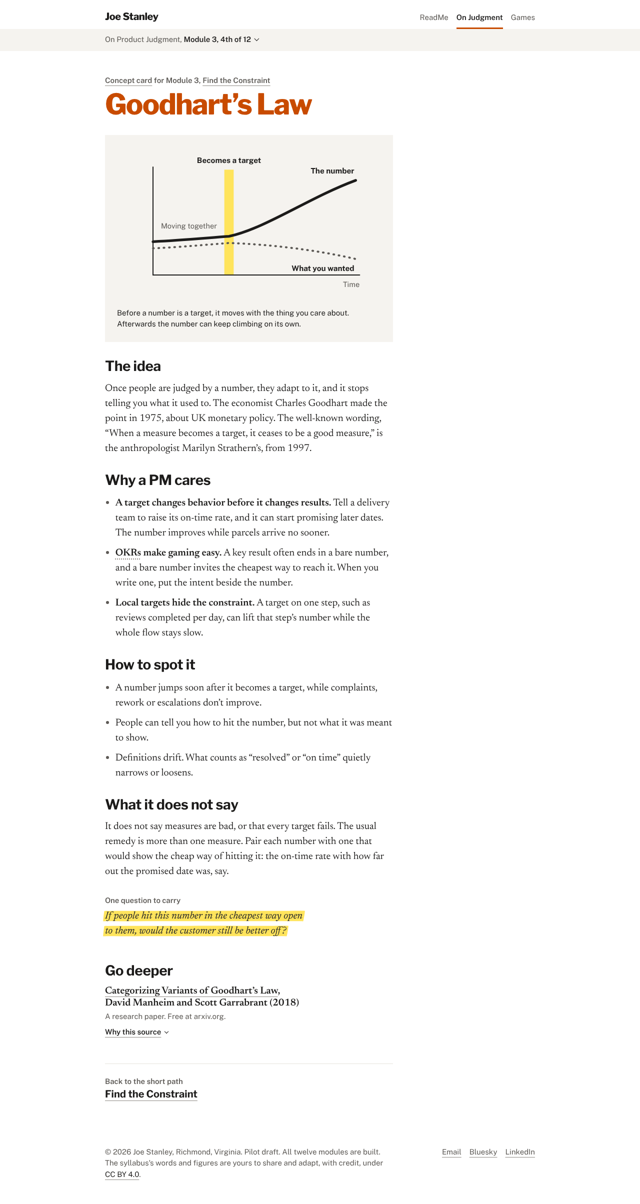 Joe Stanley
ReadMe On Judgment Games
On Product Judgment, Module 3, 4th of 12
Concept card for Module 3, Find the Constraint
Goodhart’s Law
Becomes a target
The number
Moving together
What you wanted
Time
Before a number is a target, it moves with the thing you care about.
Afterwards the number can keep climbing on its own.
The idea
Once people are judged by a number, they adapt to it, and it stops
telling you what it used to. The economist Charles Goodhart made the
point in 1975, about UK monetary policy. The well-known wording,
“When a measure becomes a target, it ceases to be a good measure,” is
the anthropologist Marilyn Strathern’s, from 1997.
Why a PM cares
A target changes behavior before it changes results. Tell a delivery
team to raise its on-time rate, and it can start promising later dates.
The number improves while parcels arrive no sooner.
OKRs make gaming easy. A key result often ends in a bare number,
and a bare number invites the cheapest way to reach it. When you
write one, put the intent beside the number.
Local targets hide the constraint. A target on one step, such as
reviews completed per day, can lift that step’s number while the
whole flow stays slow.
How to spot it
A number jumps soon after it becomes a target, while complaints,
rework or escalations don’t improve.
People can tell you how to hit the number, but not what it was meant
to show.
Definitions drift. What counts as “resolved” or “on time” quietly
narrows or loosens.
What it does not say
It does not say measures are bad, or that every target fails. The usual
remedy is more than one measure. Pair each number with one that
would show the cheap way of hitting it: the on-time rate with how far
out the promised date was, say.
One question to carry
If people hit this number in the cheapest way open
to them, would the customer still be better off?
Go deeper
Categorizing Variants of Goodhart’s Law,
David Manheim and Scott Garrabrant (2018)
A research paper. Free at arxiv.org.
Why this source
Back to the short path
Find the Constraint
© 2026 Joe Stanley, Richmond, Virginia. Pilot draft. All twelve modules are built.
The syllabus’s words and figures are yours to share and adapt, with credit, under
CC BY 4.0.
Email Bluesky LinkedIn